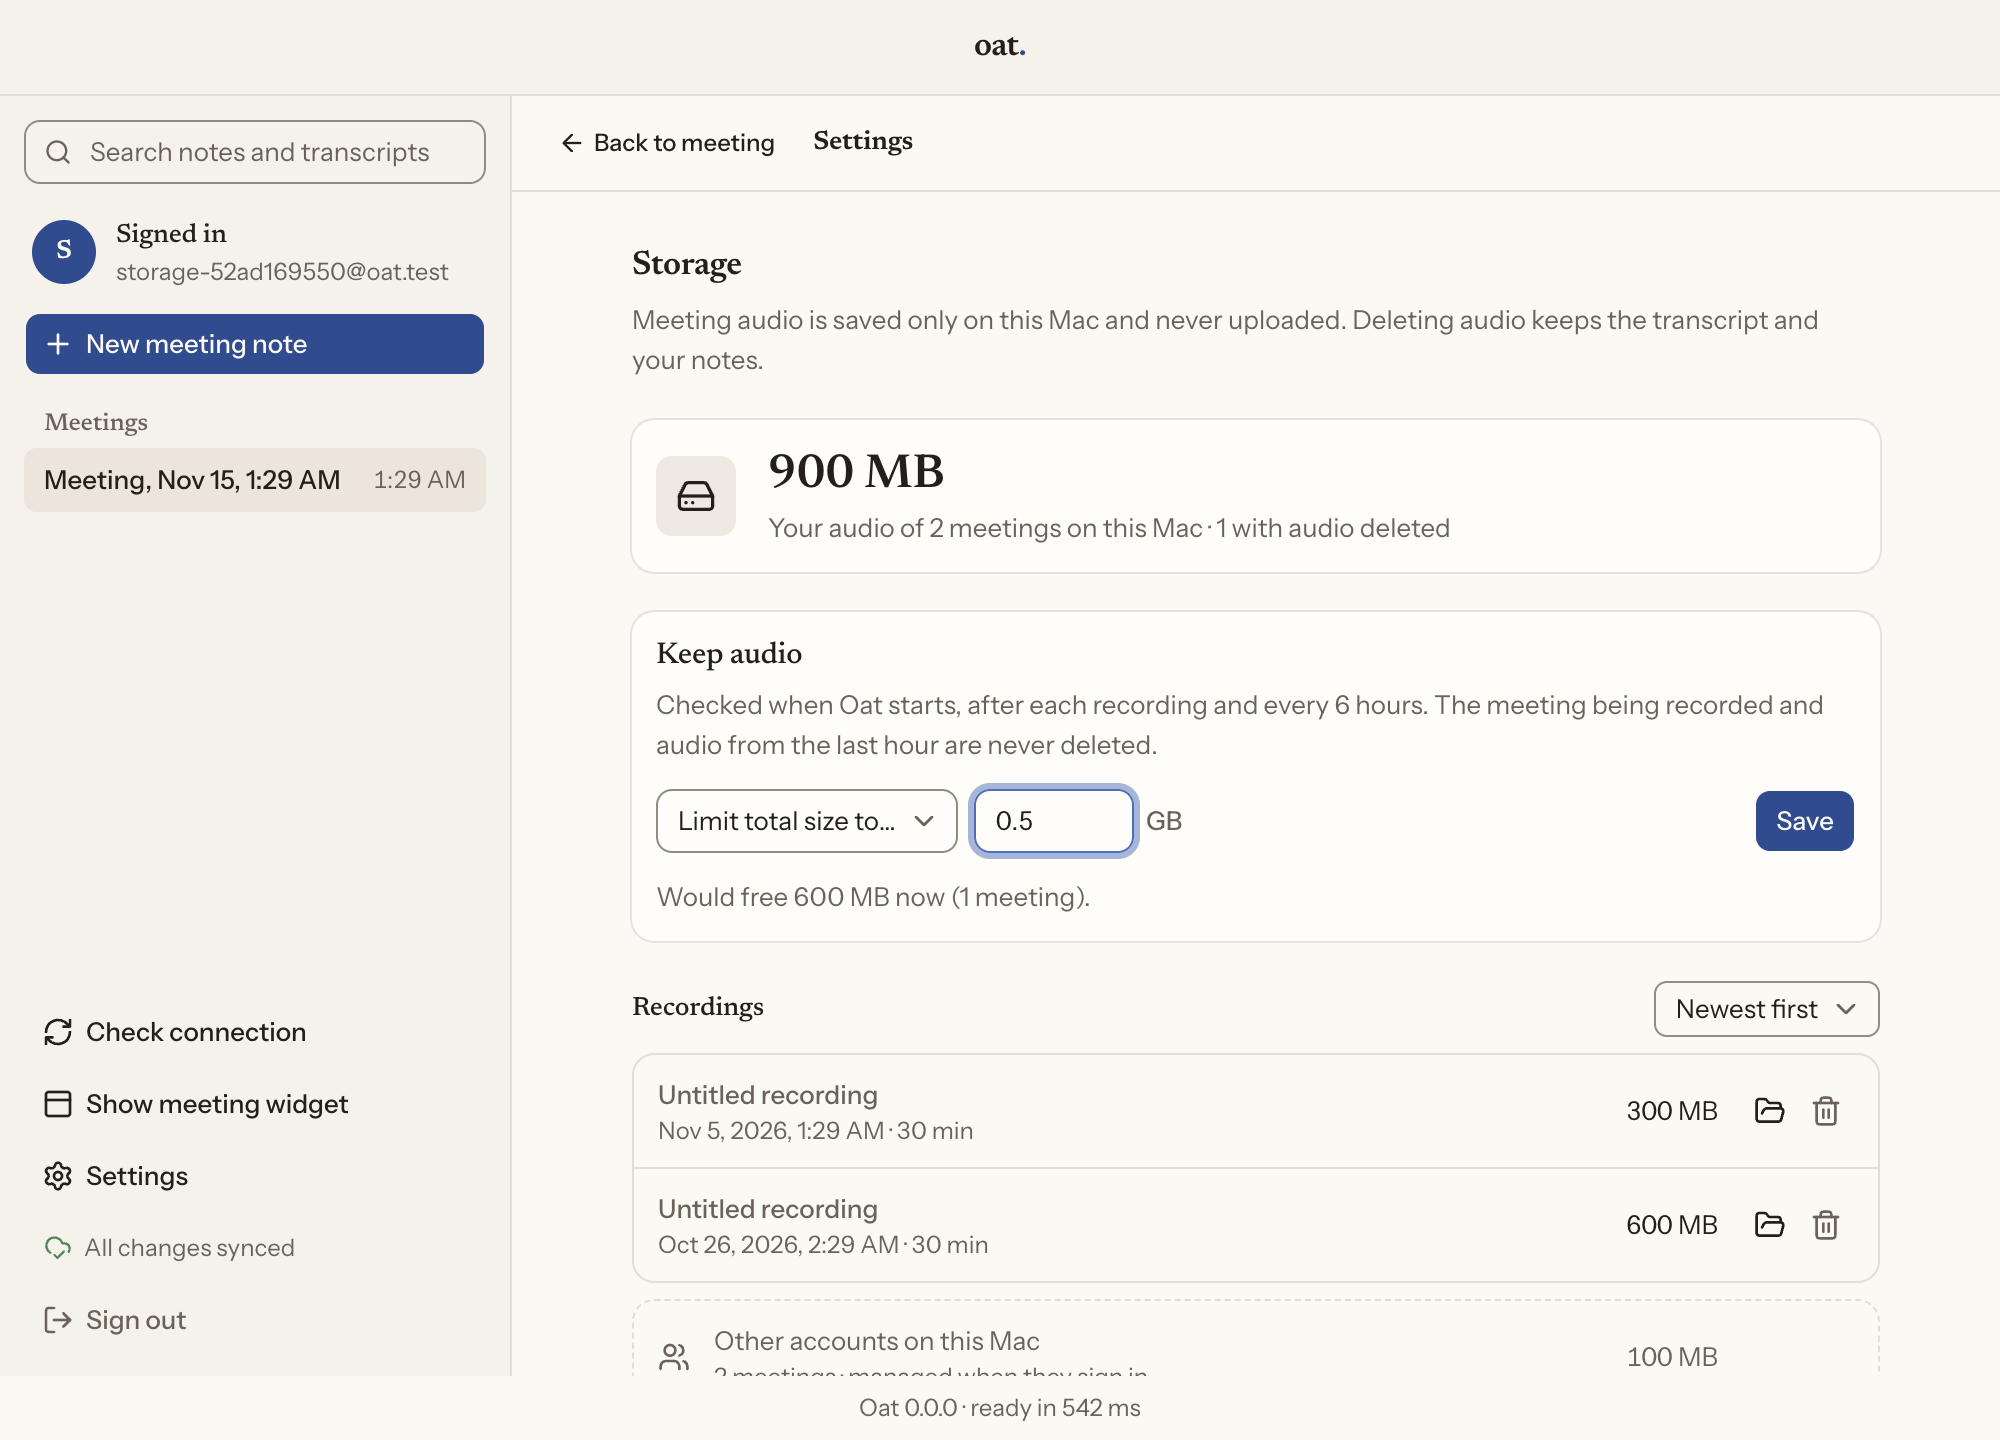 oat.
Search notes and transcripts
S
Signed in
storage-52ad169550@oat.test
New meeting note
Meetings
Meeting, Nov 15, 1:29 AM 1:29 AM
Check connection
Show meeting widget
Settings
All changes synced
Sign out
Back to meeting Settings
Storage
Meeting audio is saved only on this Mac and never uploaded. Deleting audio keeps the transcript and
your notes.
900 MB
Your audio of 2 meetings on this Mac · 1 with audio deleted
Keep audio
Checked when Oat starts, after each recording and every 6 hours. The meeting being recorded and
audio from the last hour are never deleted.
Limit total size to... 0.5 GB Save
Would free 600 MB now (1 meeting).
Recordings Newest first
Untitled recording
Nov 5, 2026, 1:29 AM · 30 min 300 MB
Untitled recording
Oct 26, 2026, 2:29 AM · 30 min 600 MB
Other accounts on this Mac 100 MB
2 meetings · managed when they sign in
Oat 0.0.0 · ready in 542 ms